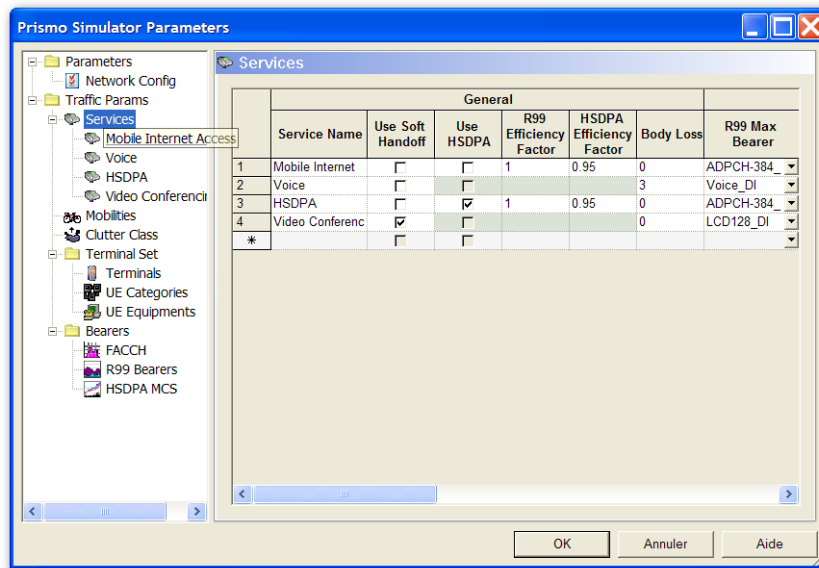 Prismo Simulator Parameters
Parameters
Network Config
Traffic Params
Services
Mobile Internet Access
Voice
HSDPA
Video Conferencin
Mobilities
Clutter Class
Terminal Set
Terminals
UE Categories
UE Equipments
Bearers
FACCH
R99 Bearers
HSDPA MCS
Services
General
Service Name Use Soft Handoff Use HSDPA R99 Efficiency Factor HSDPA Efficiency Factor Body Loss R99 Max Bearer
1 Mobile Internet 1 0.95 0 ADPCH-384_
2 Voice 3 Voice_Dl
3 HSDPA 1 0.95 0 ADPCH-384_
4 Video Conferenc 0 LCD128_Dl
*
OK Annuler Aide